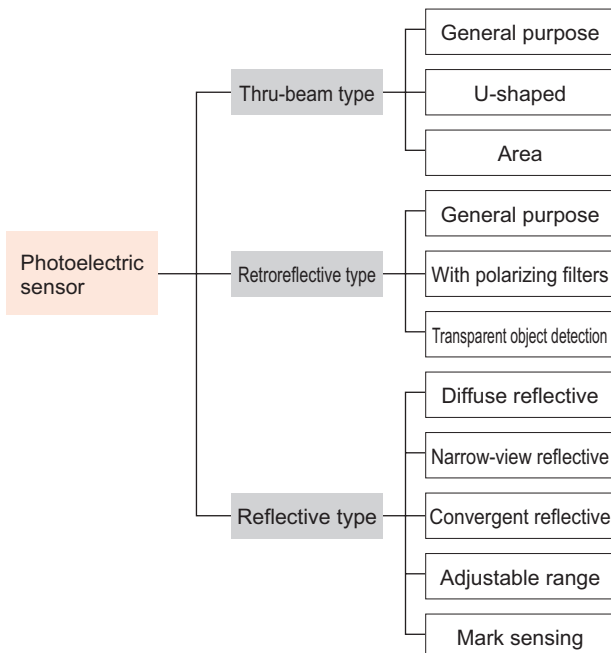 Photoelectric
sensor
Thru-beam type
General purpose
U-shaped
Area
Retroreflective type
General purpose
With polarizing filters
Transparent object detection
Reflective type
Diffuse reflective
Narrow-view reflective
Convergent reflective
Adjustable range
Mark sensing